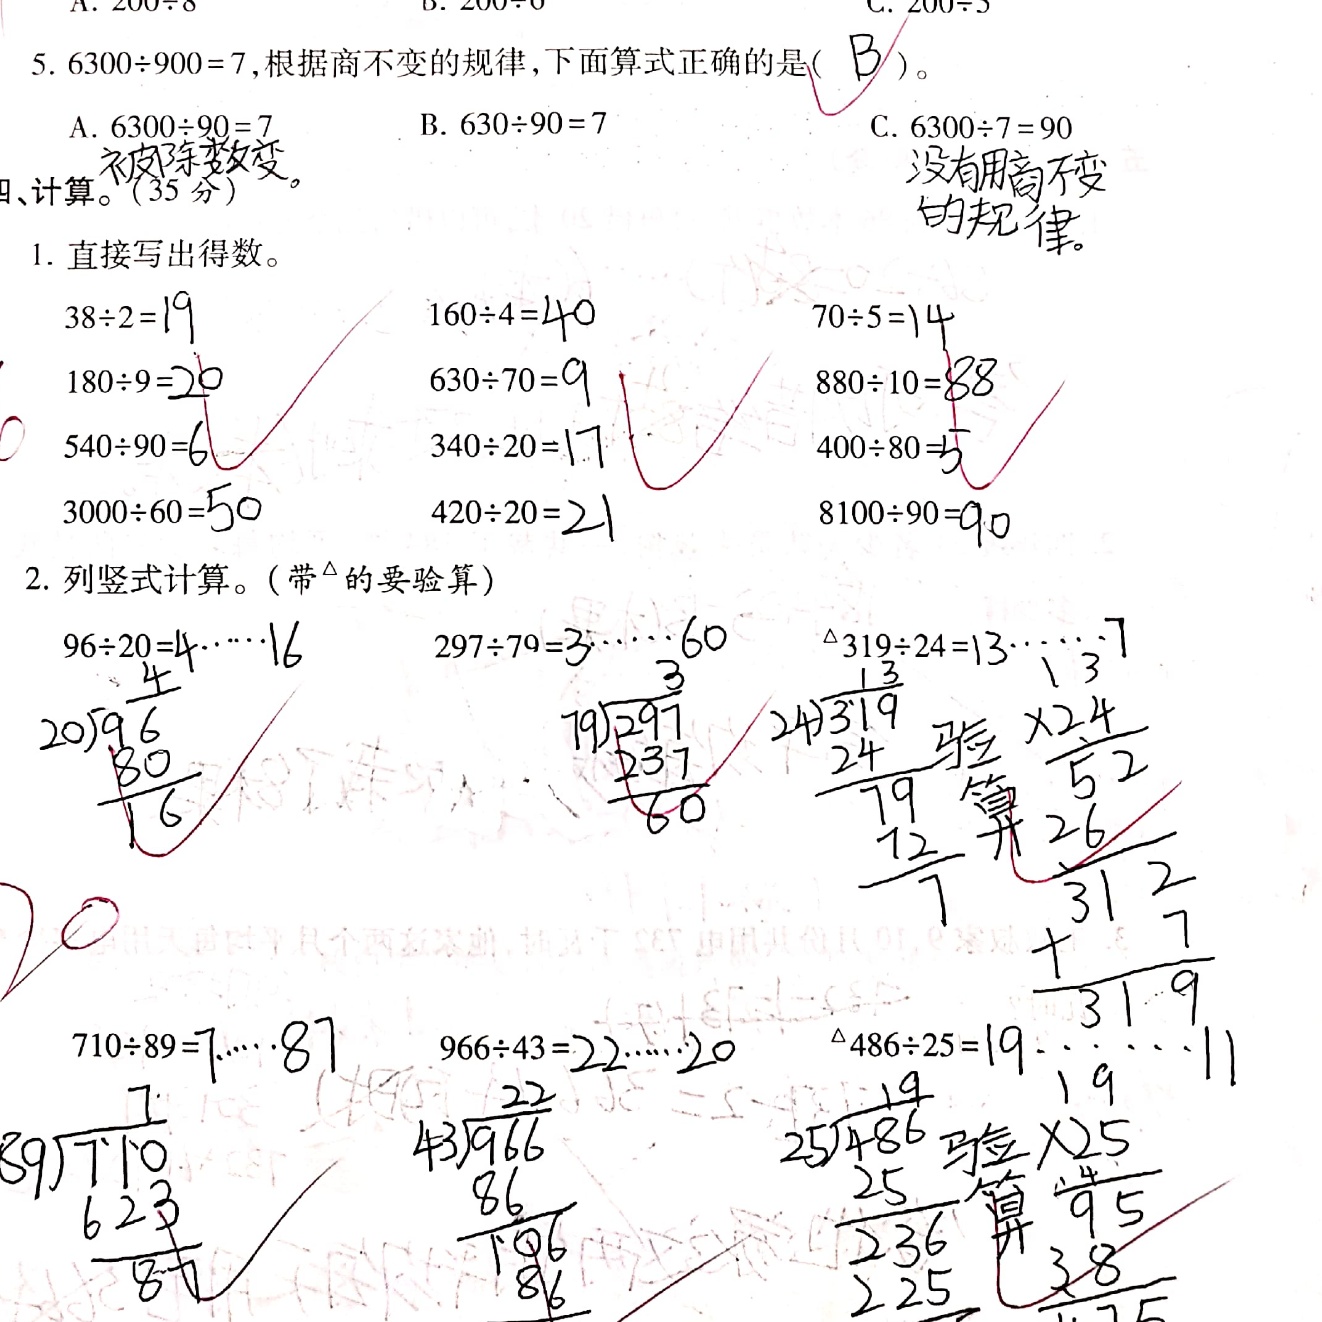 A. 200÷8 B. 200÷6 C. 200÷5
5. 6300÷900=7,根据商不变的规律,下面算式正确的是( B )。
A. 6300÷90=7 B. 630÷90=7 C. 6300÷7=90
被除数变。
没有用商不变
的规律。
四、计算。(35分)
1. 直接写出得数。
38÷2=19 160÷4=40 70÷5=14
180÷9=20 630÷70=9 880÷10=88
540÷90=6 340÷20=17 400÷80=5
3000÷60=50 420÷20=21 8100÷90=90
2. 列竖式计算。(带△的要验算)
96÷20=4……16 297÷79=3……60 △319÷24=13……7
4 3 13 13
20)96 79)297 24)319 验 ×24
80 237 24 52
16 60 79 算 26
72 312
7 + 7
319
20
710÷89=7……87 966÷43=22……20 △486÷25=19……11
7 22 19 19
89)710 43)966 25)486 验 ×25
623 86 25 算 95
87 106 236 38
86 225 475